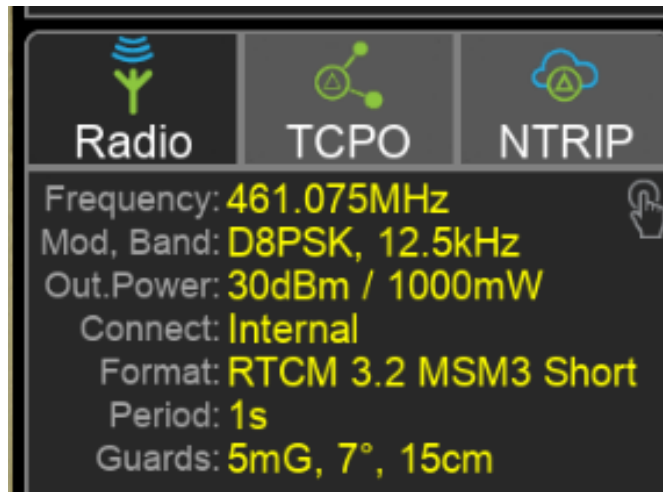 Radio TCPO NTRIP
Frequency: 461.075MHz
Mod, Band: D8PSK, 12.5kHz
Out.Power: 30dBm / 1000mW
Connect: Internal
Format: RTCM 3.2 MSM3 Short
Period: 1s
Guards: 5mG, 7°, 15cm